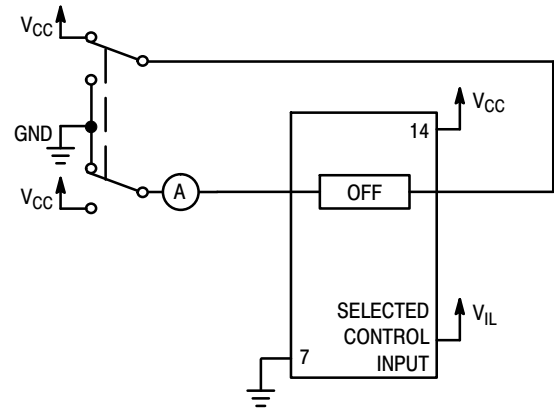 VCC
14
VCC
GND
VCC
A
OFF
SELECTED
CONTROL
INPUT
VIL
7